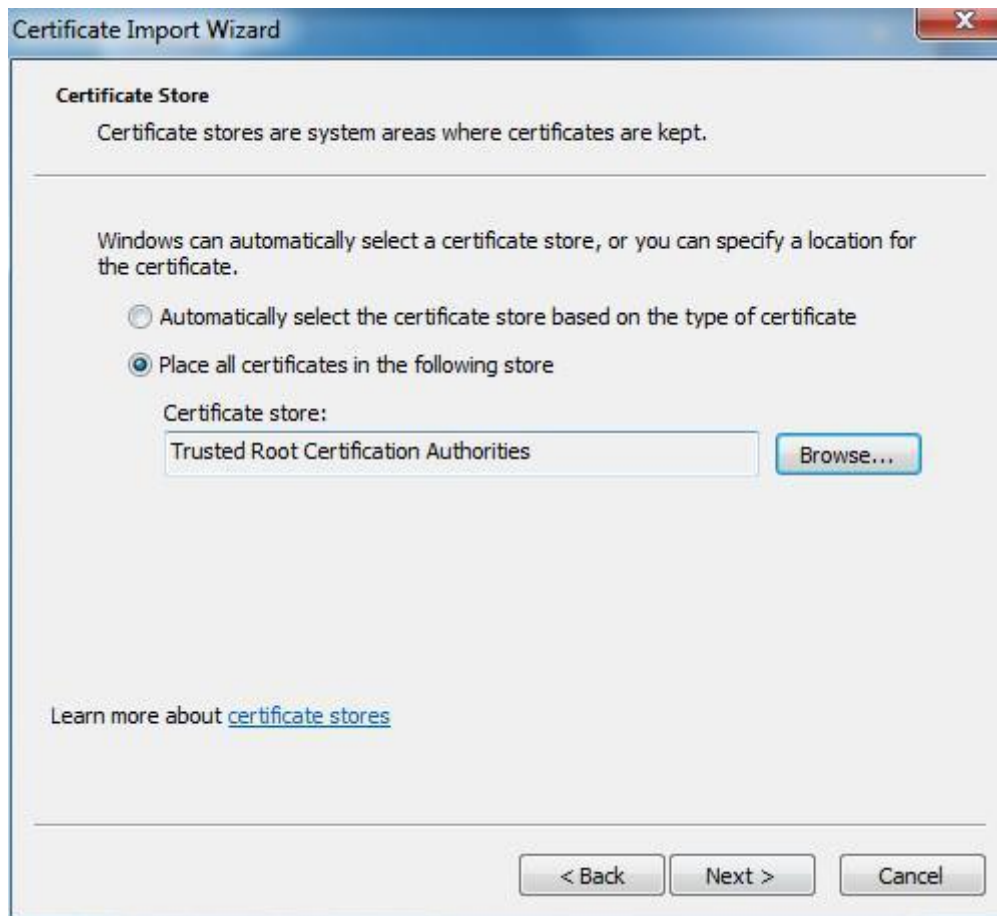 Certificate Import Wizard
Certificate Store
Certificate stores are system areas where certificates are kept.
Windows can automatically select a certificate store, or you can specify a location for
the certificate.
Automatically select the certificate store based on the type of certificate
Place all certificates in the following store
Certificate store:
Trusted Root Certification Authorities
Browse...
Learn more about certificate stores
< Back
Next >
Cancel